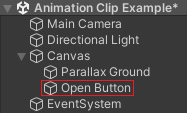 Animation Clip Example*
Main Camera
Directional Light
Canvas
Parallax Ground
Open Button
EventSystem